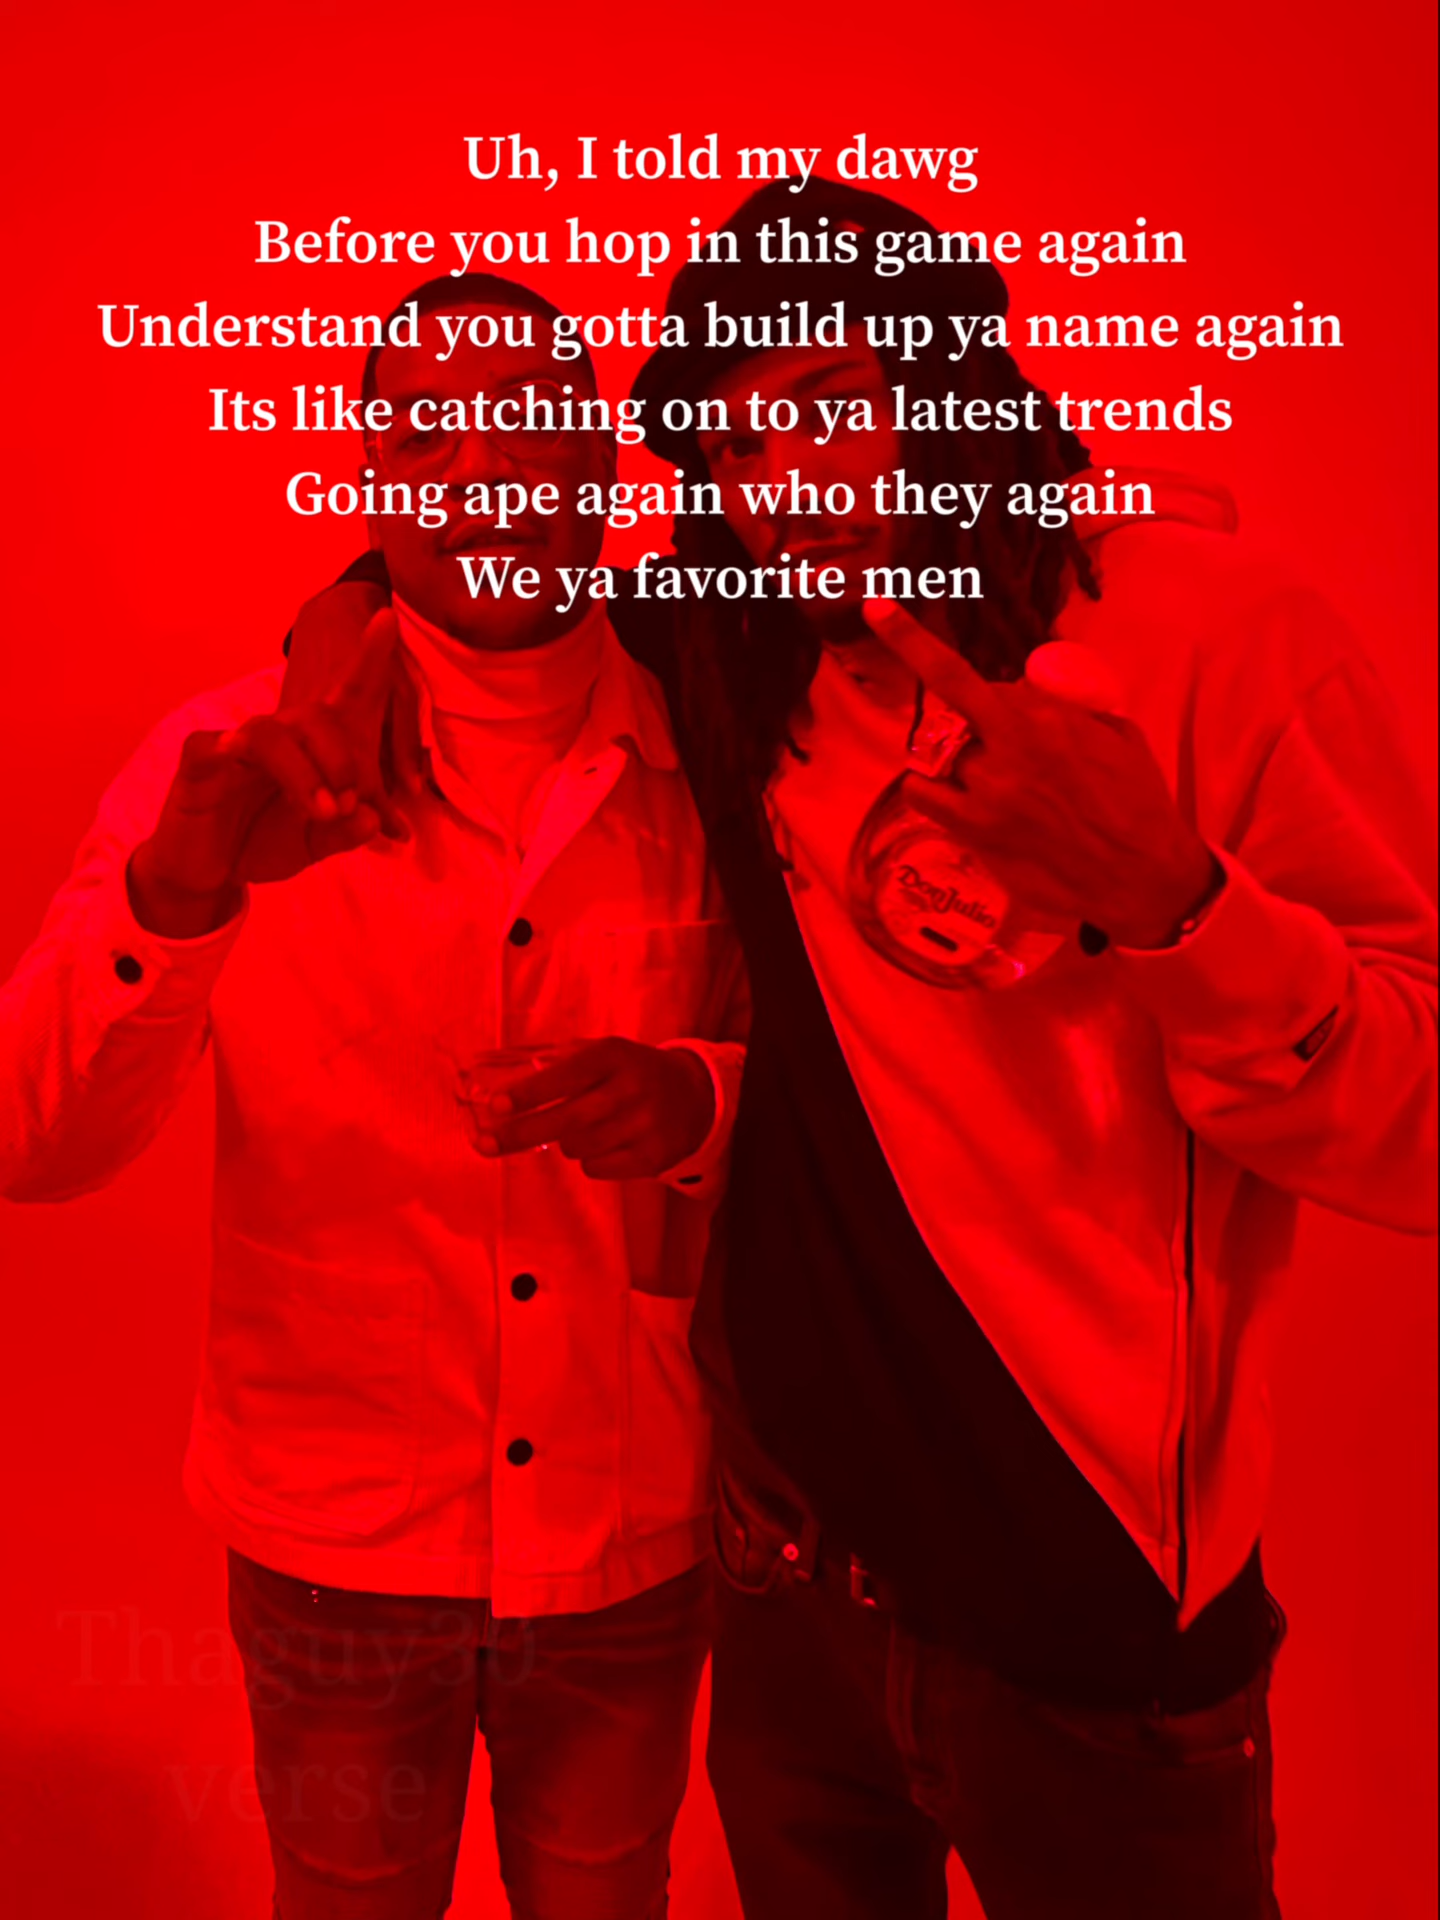 Uh, I told my dawg
Before you hop in this game again
Understand you gotta build up ya name again
Its like catching on to ya latest trends
Going ape again who they again
We ya favorite men
Don Julio
Thaguy30
verse